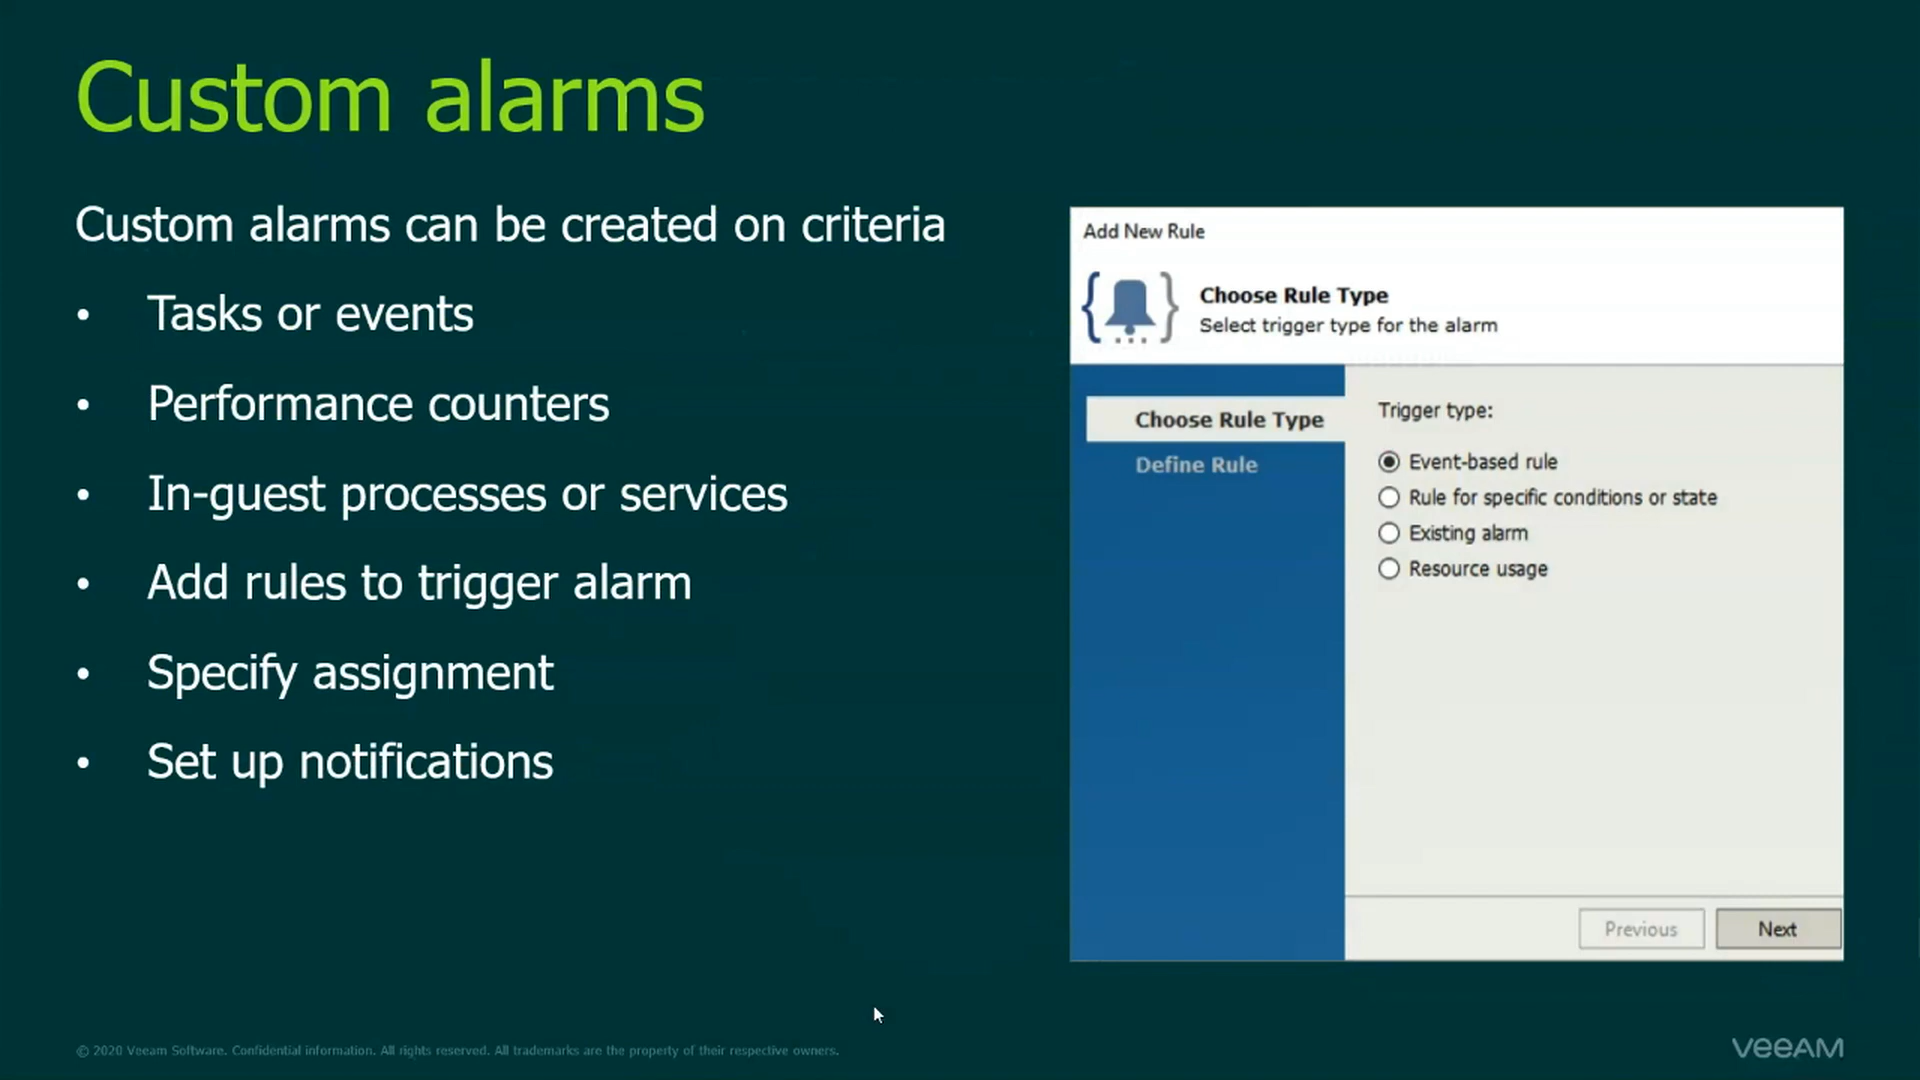 Custom alarms
Custom alarms can be created on criteria
• Tasks or events
• Performance counters
• In-guest processes or services
• Add rules to trigger alarm
• Specify assignment
• Set up notifications
Add New Rule
Choose Rule Type
Select trigger type for the alarm
Choose Rule Type
Define Rule
Trigger type:
Event-based rule
Rule for specific conditions or state
Existing alarm
Resource usage
Previous
Next
© 2020 Veeam Software. Confidential information. All rights reserved. All trademarks are the property of their respective owners.
veeAM